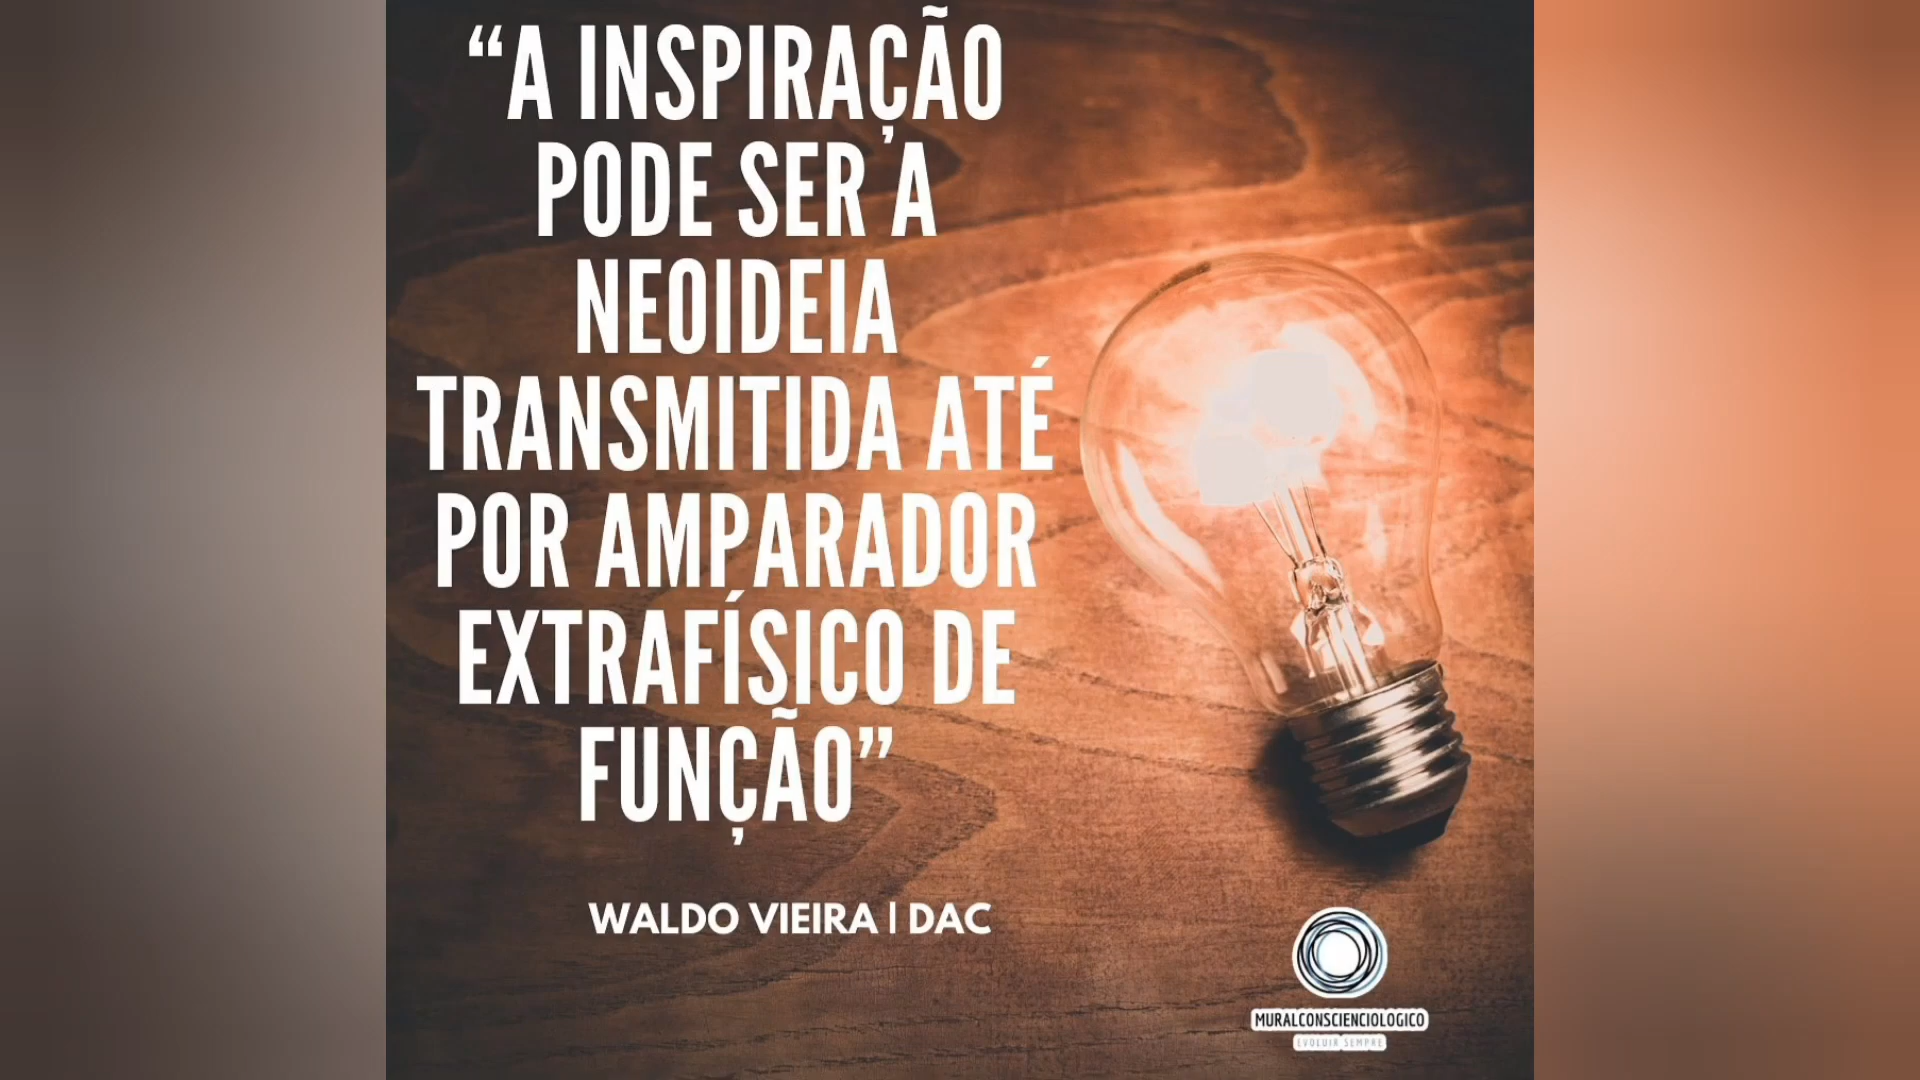 “A INSPIRAÇÃO
PODE SER A
NEOIDEIA
TRANSMITIDA ATÉ
POR AMPARADOR
EXTRAFÍSICO DE
FUNÇÃO”
WALDO VIEIRA | DAC
MURALCONSCIENCIOLOGICO
EVOLUIR SEMPRE